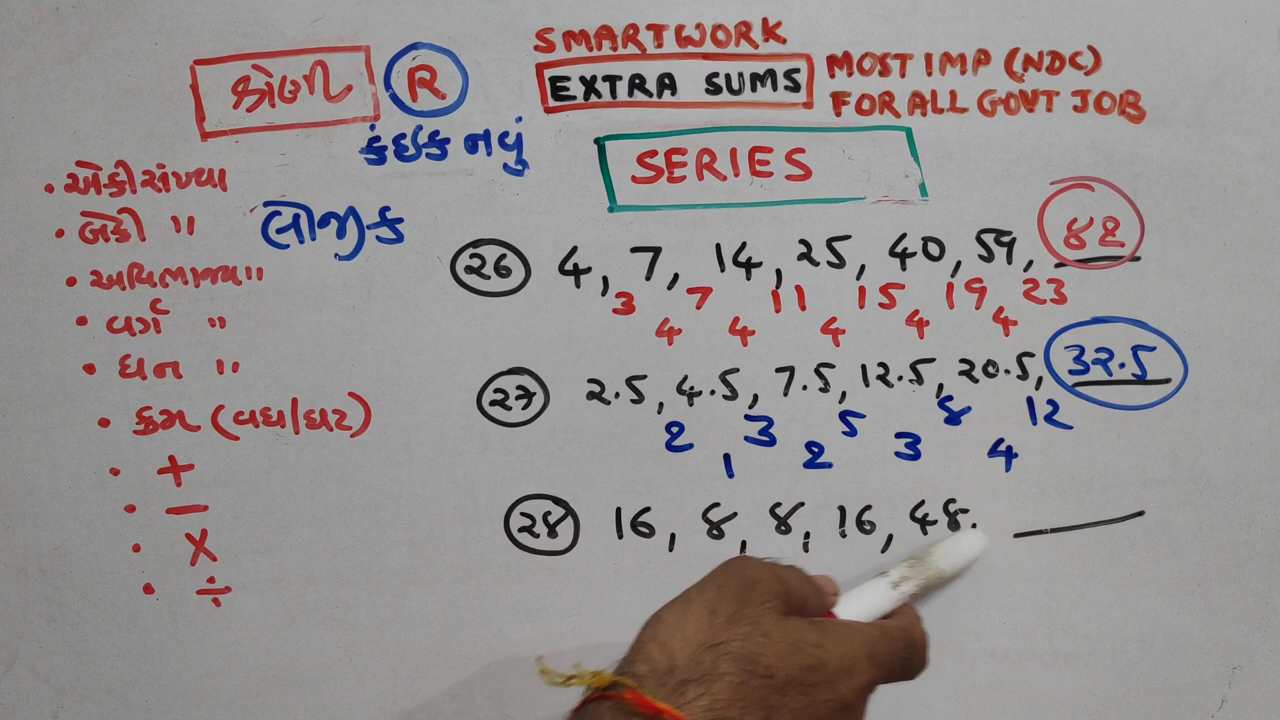 શ્રેણી R
કંઈક નવું
SMARTWORK
EXTRA SUMS
MOST IMP (NDC)
FOR ALL GOVT JOB
SERIES
• એકી સંખ્યા
• બેકી "
• અવિભાજ્ય "
• વર્ગ "
• ઘન "
• ક્રમ (વધ/ઘટ)
• +
• −
• X
• ÷
લોજીક
26 4, 7, 14, 25, 40, 59, 82
3 7 11 15 19 23
4 4 4 4 4
27 2.5, 4.5, 7.5, 12.5, 20.5, 32.5
2 3 5 8 12
1 2 3 4
28 16, 8, 8, 16, 48, ____